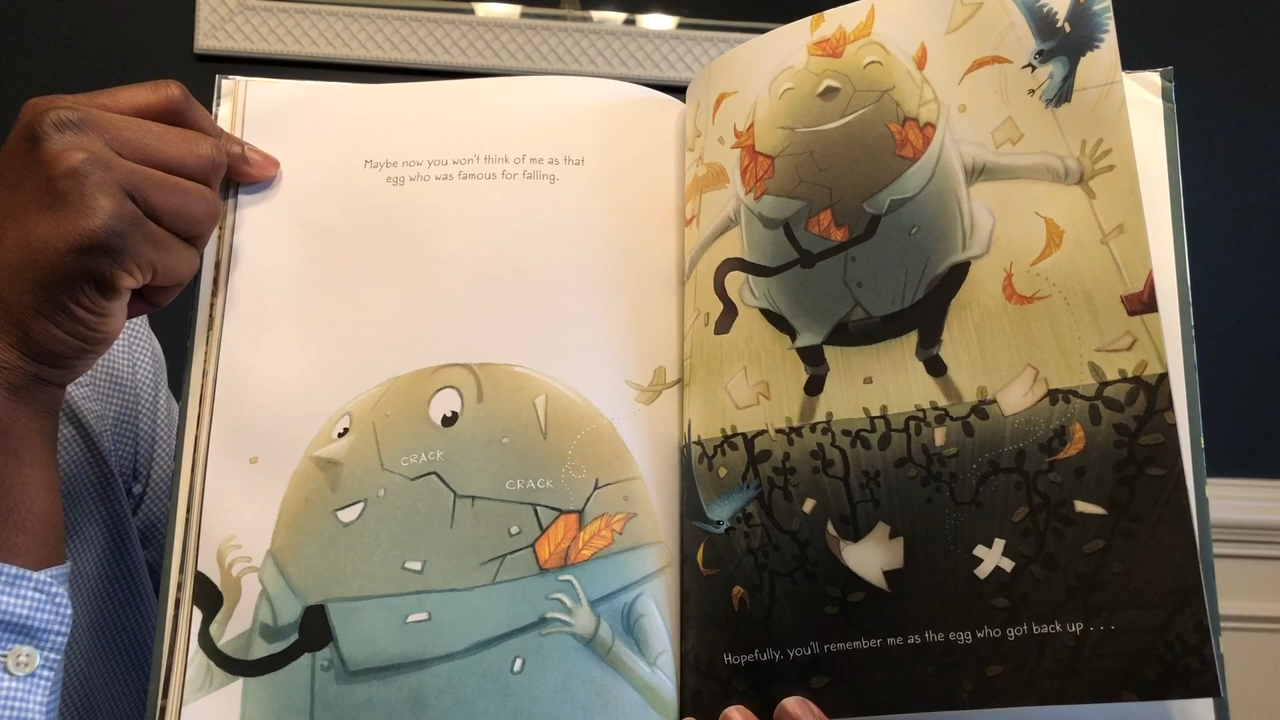 Maybe now you won't think of me as that
egg who was famous for falling.
CRACK
CRACK
Hopefully, you'll remember me as the egg who got back up . . .